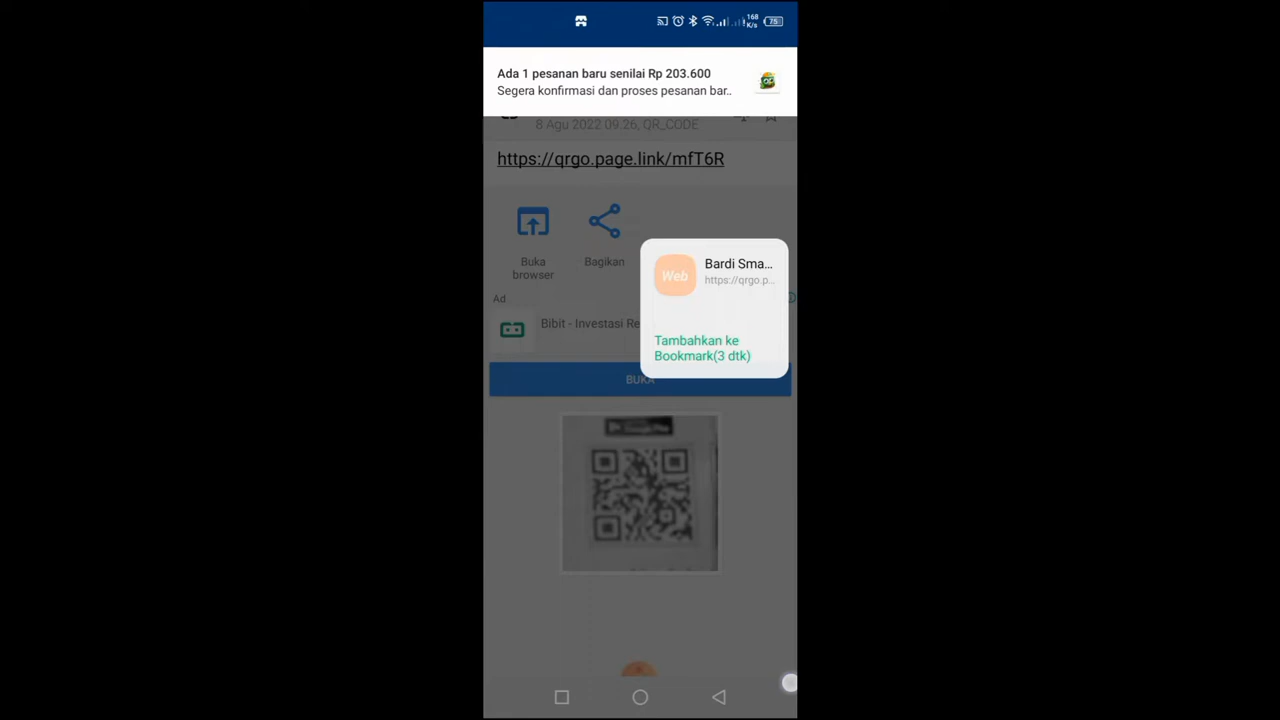 168
K/s
75
Ada 1 pesanan baru senilai Rp 203.600
Segera konfirmasi dan proses pesanan bar..
8 Agu 2022 09.26, QR_CODE
https://qrgo.page.link/mfT6R
Buka
browser
Bagikan
Web
Bardi Sma...
https://qrgo.p...
Ad
Bibit - Investasi Re
Tambahkan ke
Bookmark(3 dtk)
BUKA